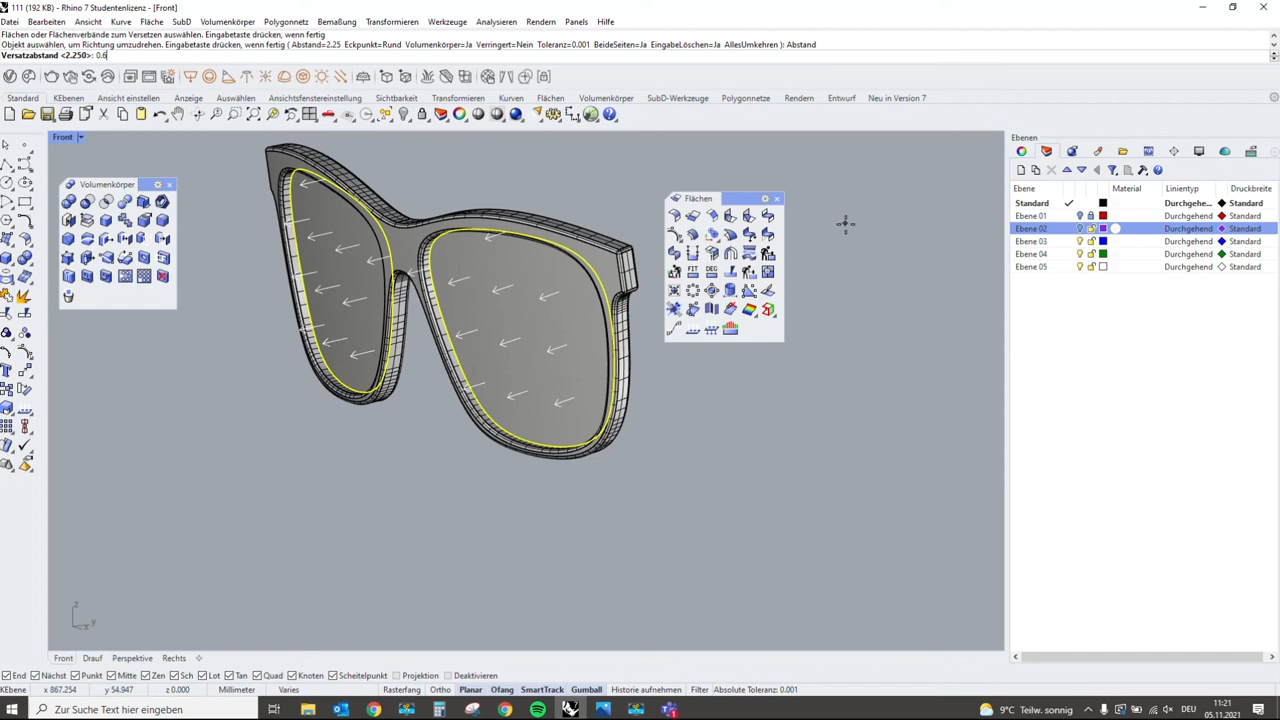 111 (192 KB) - Rhino 7 Studentenlizenz - [Front]
Datei Bearbeiten Ansicht Kurve Fläche SubD Volumenkörper Polygonnetz Bemaßung Transformieren Werkzeuge Analysieren Rendern Panels Hilfe
Flächen oder Flächenverbände zum Versetzen auswählen. Eingabetaste drücken, wenn fertig
Objekt auswählen, um Richtung umzudrehen. Eingabetaste drücken, wenn fertig ( Abstand=2.25 Eckpunkt=Rund Volumenkörper=Ja Verringert=Nein Toleranz=0.001 BeideSeiten=Ja EingabeLöschen=Ja AllesUmkehren ): Abstand
Versatzabstand <2.250>: 0.6
Standard KEbenen Ansicht einstellen Anzeige Auswählen Ansichtsfenstereinstellung Sichtbarkeit Transformieren Kurven Flächen Volumenkörper SubD-Werkzeuge Polygonnetze Rendern Entwurf Neu in Version 7
Front
Ebenen
Volumenkörper
Flächen
FIT DEG
Ebene Material Linientyp Druckbreite
Standard Durchgehe... Standard
Ebene 01 Durchgehend Standard
Ebene 02 Durchgehend Standard
Ebene 03 Durchgehend Standard
Ebene 04 Durchgehend Standard
Ebene 05 Durchgehend Standard
z
x y
Front Drauf Perspektive Rechts
End Nächst Punkt Mitte Zen Sch Lot Tan Quad Knoten Scheitelpunkt Projektion Deaktivieren
KEbene x 867.254 y 54.947 z 0.000 Millimeter Varies Rasterfang Ortho Planar Ofang SmartTrack Gumball Historie aufnehmen Filter Absolute Toleranz: 0.001
Zur Suche Text hier eingeben
9°C Teilw. sonnig
DEU
11:21
05.11.2021